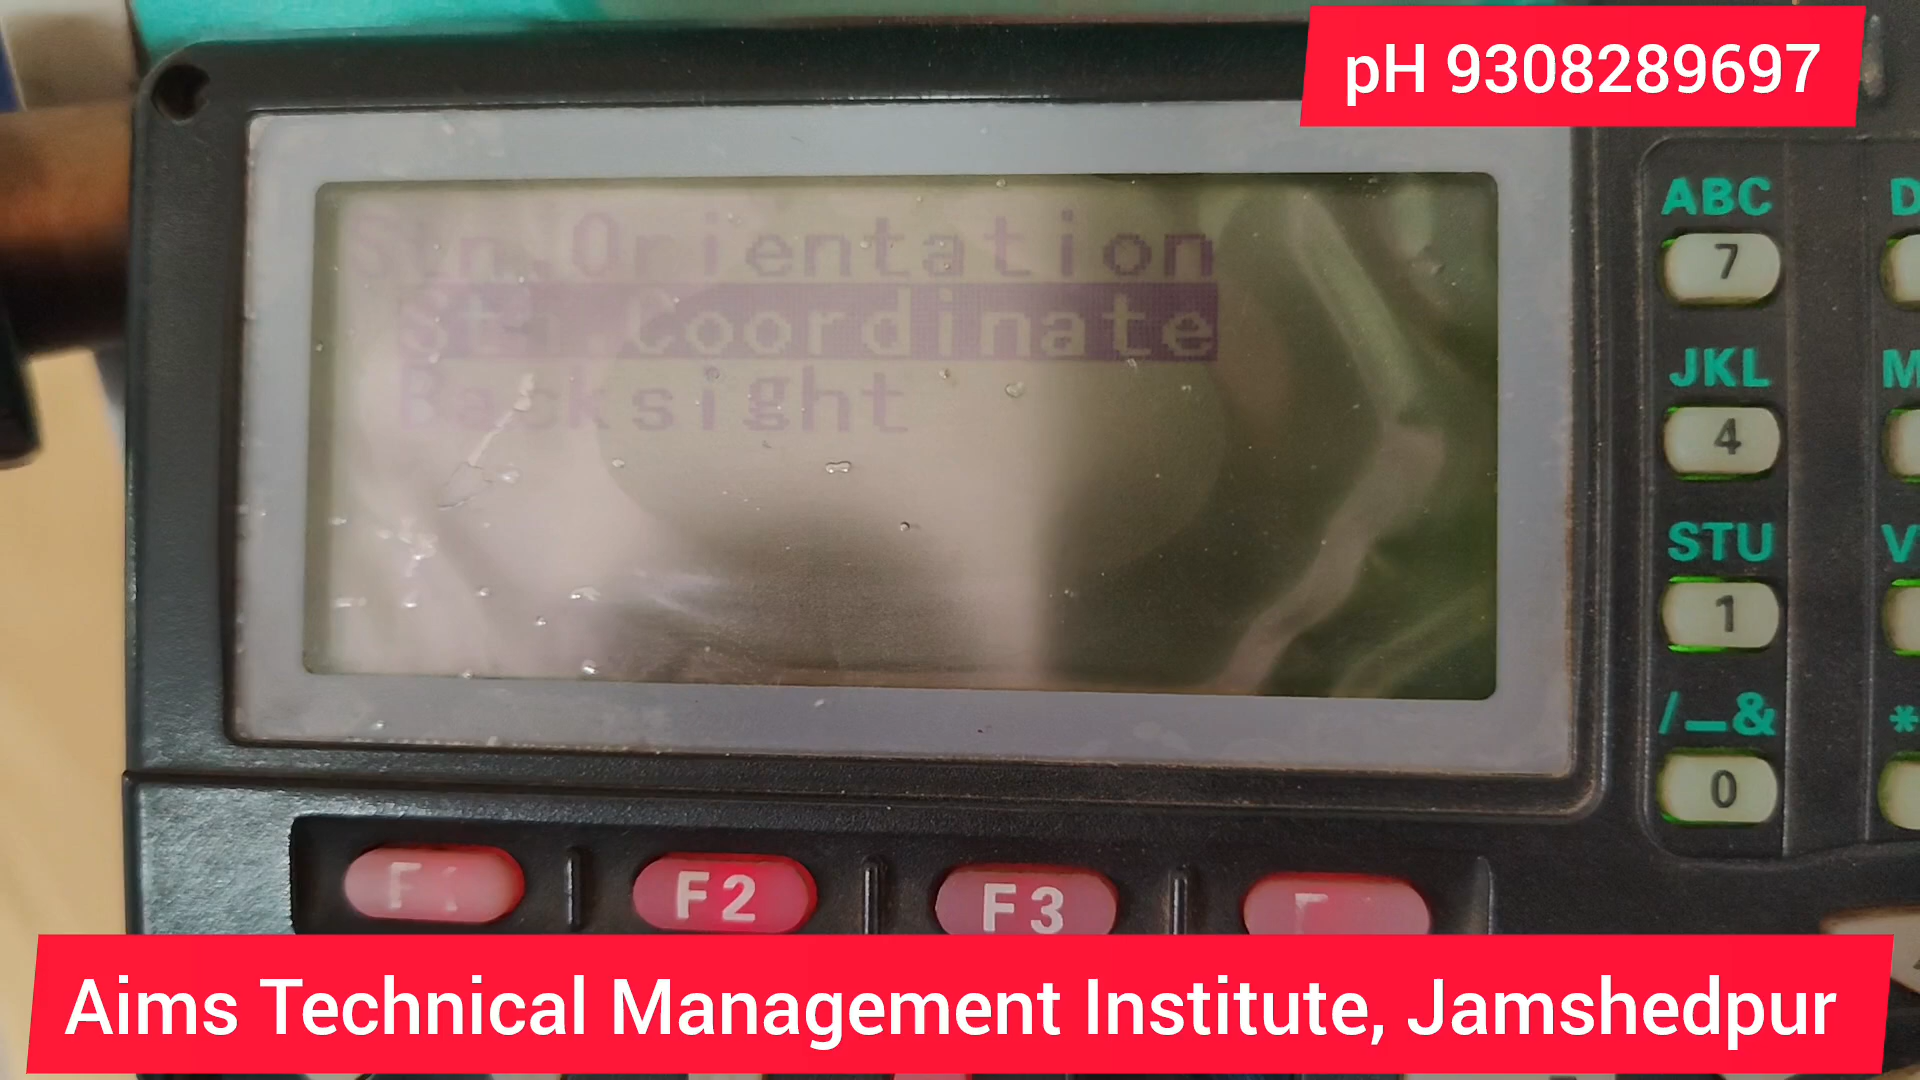 pH 9308289697
Stn.Orientation
Stn.Coordinate
Backsight
ABC
7
JKL
4
STU
1
/_&
0
F1
F2
F3
Aims Technical Management Institute, Jamshedpur